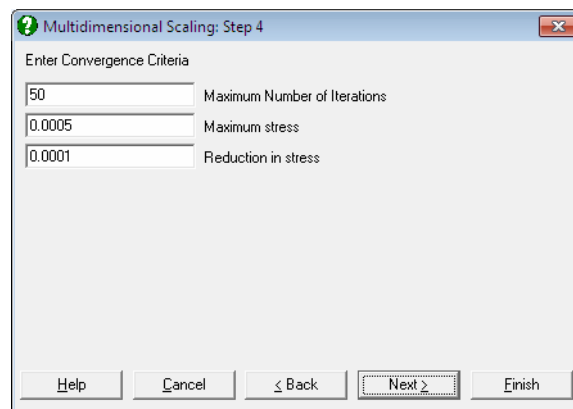 Multidimensional Scaling: Step 4
Enter Convergence Criteria
50 Maximum Number of Iterations
0.0005 Maximum stress
0.0001 Reduction in stress
Help Cancel < Back Next > Finish